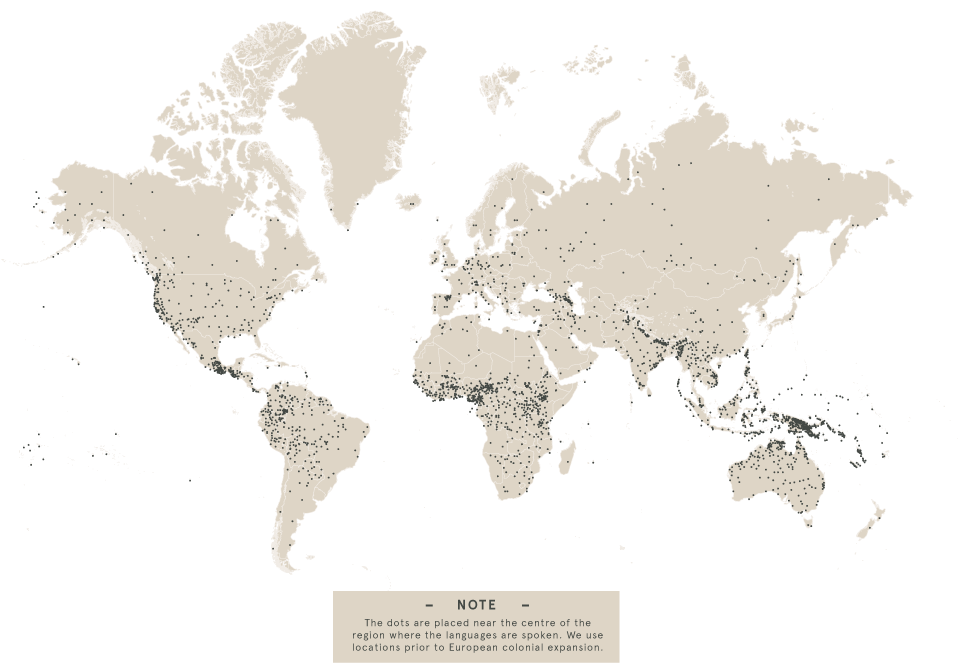 – NOTE –
The dots are placed near the centre of the
region where the languages are spoken. We use
locations prior to European colonial expansion.